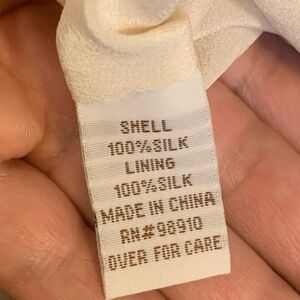 SHELL
100%SILK
LINING
100%SILK
MADE IN CHINA
RN#98910
OVER FOR CARE